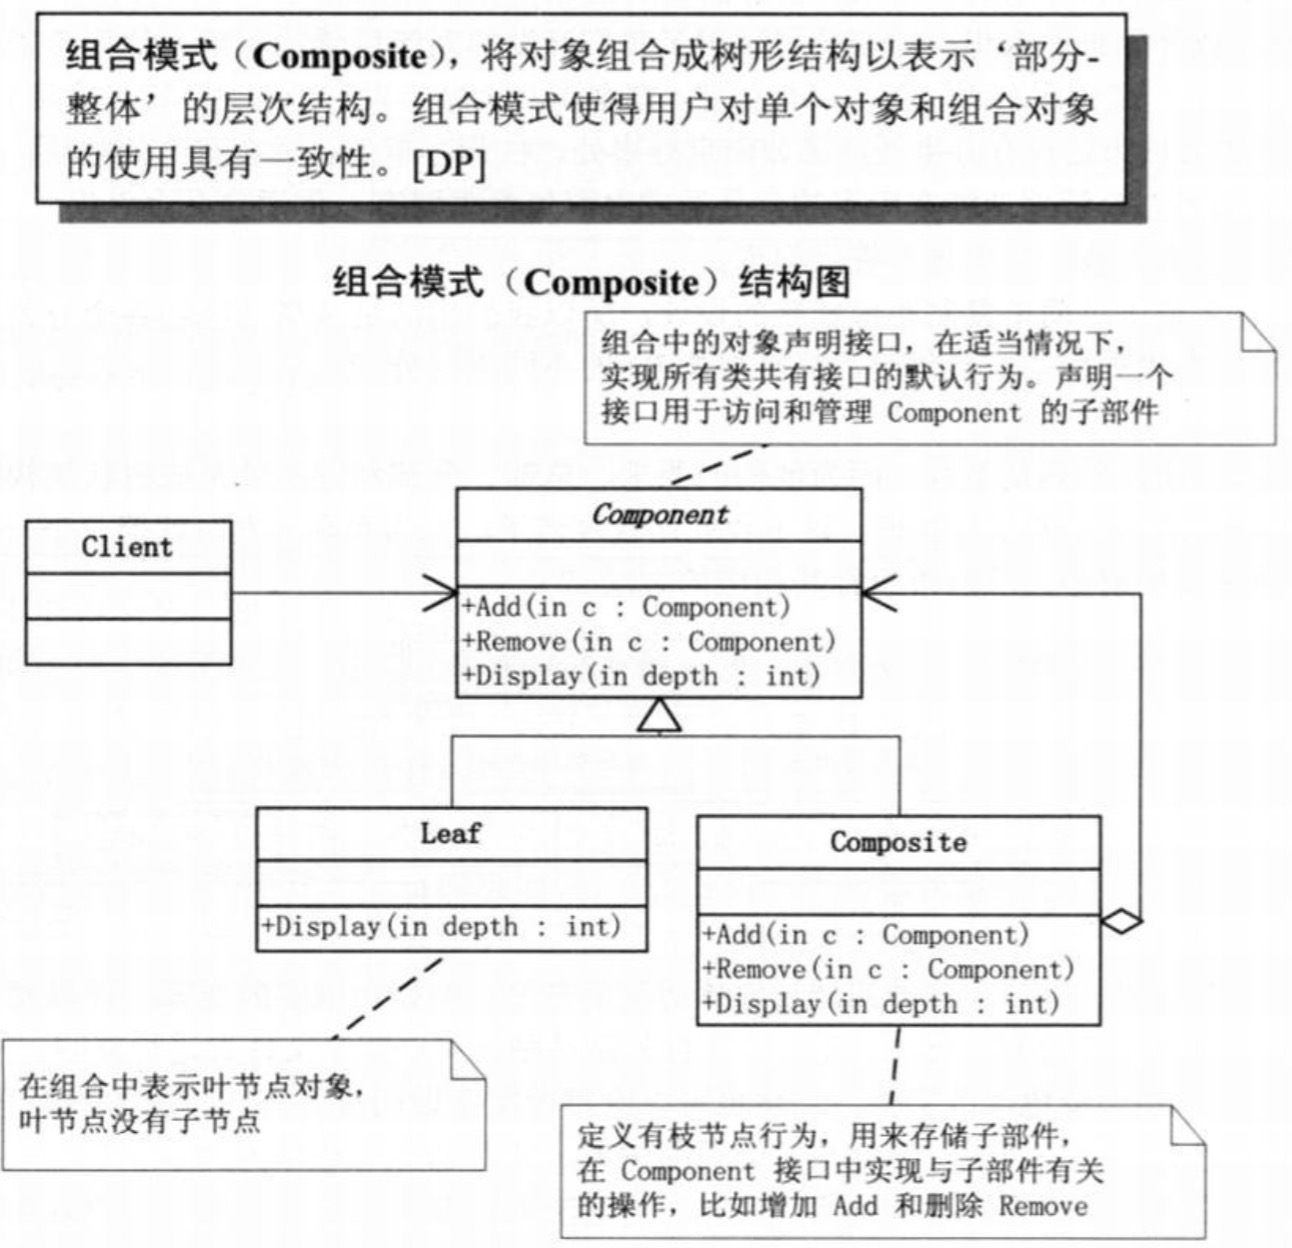 组合模式（Composite），将对象组合成树形结构以表示‘部分-
整体’的层次结构。组合模式使得用户对单个对象和组合对象
的使用具有一致性。[DP]
组合模式（Composite）结构图
组合中的对象声明接口，在适当情况下，
实现所有类共有接口的默认行为。声明一个
接口用于访问和管理 Component 的子部件
Component
+Add(in c : Component)
+Remove(in c : Component)
+Display(in depth : int)
Client
Leaf
+Display(in depth : int)
Composite
+Add(in c : Component)
+Remove(in c : Component)
+Display(in depth : int)
在组合中表示叶节点对象，
叶节点没有子节点
定义有枝节点行为，用来存储子部件，
在 Component 接口中实现与子部件有关
的操作，比如增加 Add 和删除 Remove